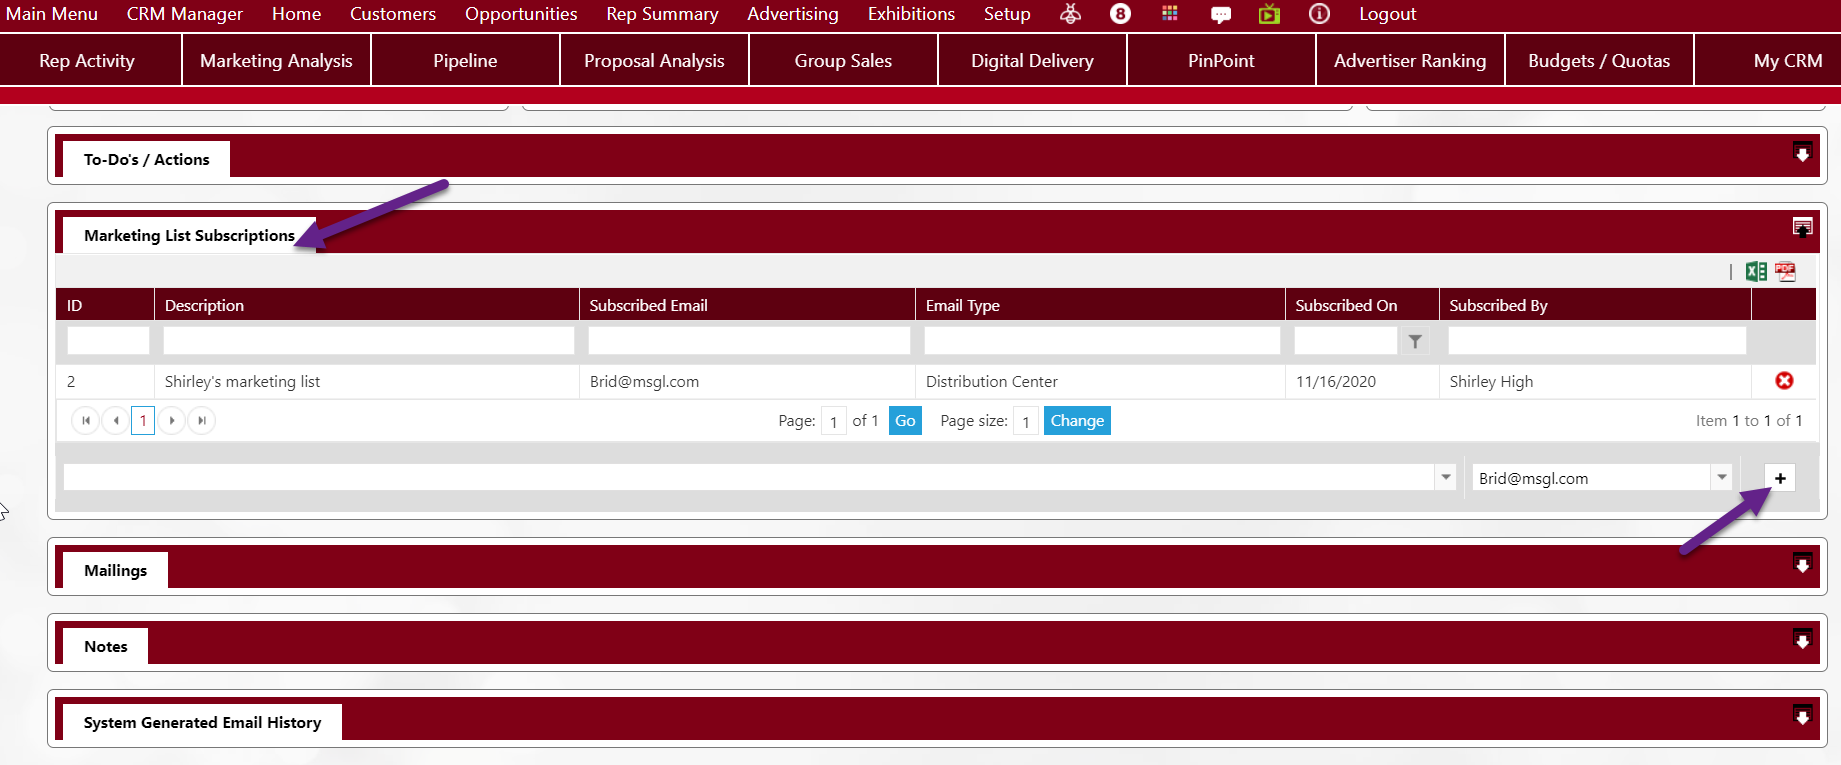 Main Menu CRM Manager Home Customers Opportunities Rep Summary Advertising Exhibitions Setup 8 Logout
Rep Activity Marketing Analysis Pipeline Proposal Analysis Group Sales Digital Delivery PinPoint Advertiser Ranking Budgets / Quotas My CRM
To-Do's / Actions
Marketing List Subscriptions
| PDF
ID Description Subscribed Email Email Type Subscribed On Subscribed By
2 Shirley's marketing list Brid@msgl.com Distribution Center 11/16/2020 Shirley High
1 Page: 1 of 1 Go Page size: 1 Change Item 1 to 1 of 1
Brid@msgl.com +
Mailings
Notes
System Generated Email History